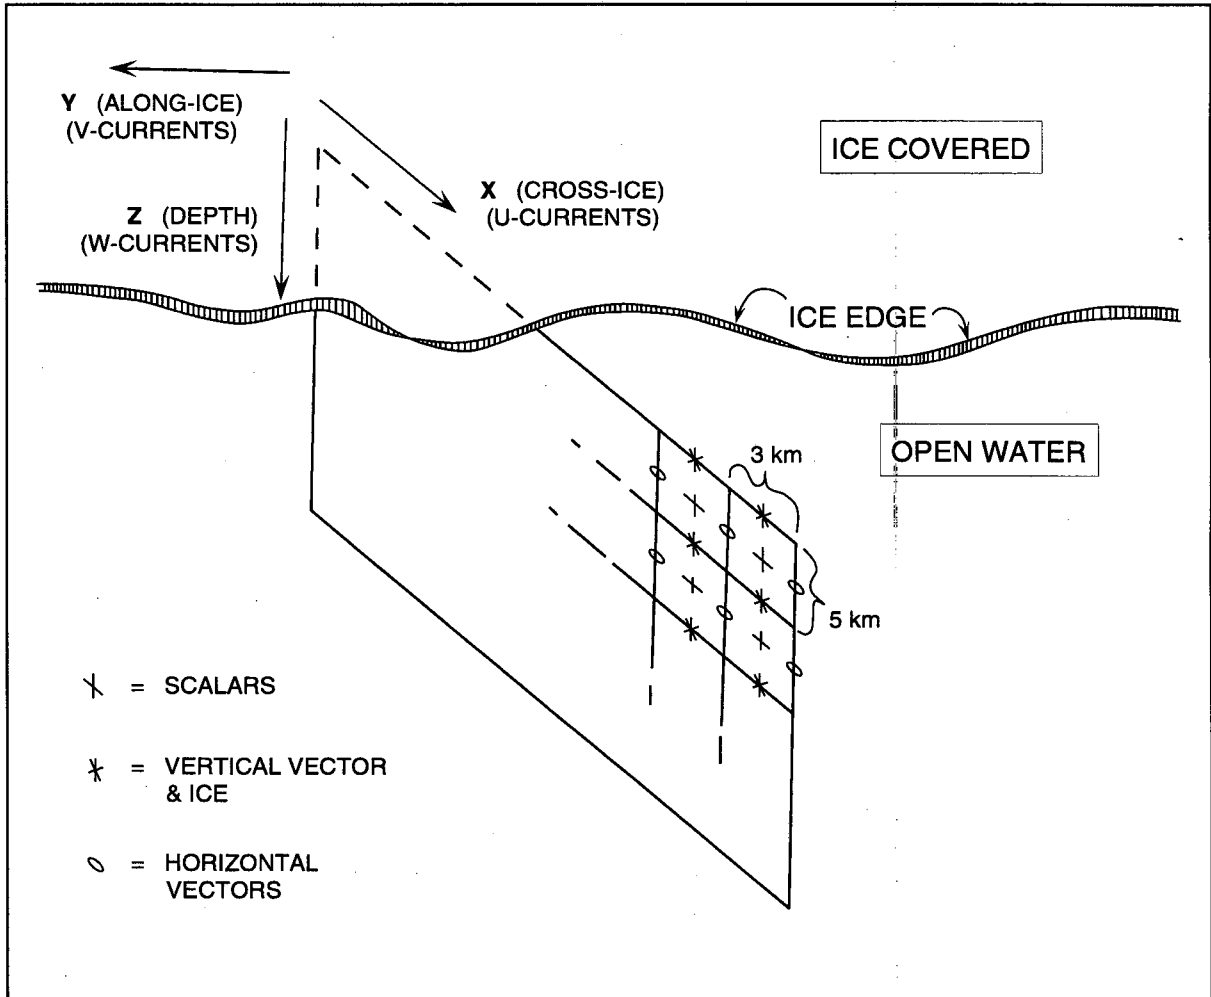 Y (ALONG-ICE)
(V-CURRENTS)
ICE COVERED
X (CROSS-ICE)
(U-CURRENTS)
Z (DEPTH)
(W-CURRENTS)
ICE EDGE
OPEN WATER
3 km
5 km
= SCALARS
= VERTICAL VECTOR
& ICE
= HORIZONTAL
VECTORS